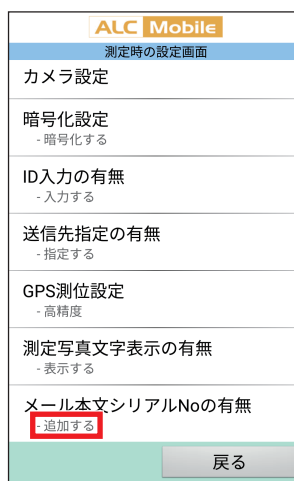 ALC Mobile
測定時の設定画面
カメラ設定
暗号化設定
- 暗号化する
ID入力の有無
- 入力する
送信先指定の有無
- 指定する
GPS測位設定
- 高精度
測定写真文字表示の有無
- 表示する
メール本文シリアルNoの有無
- 追加する
戻る